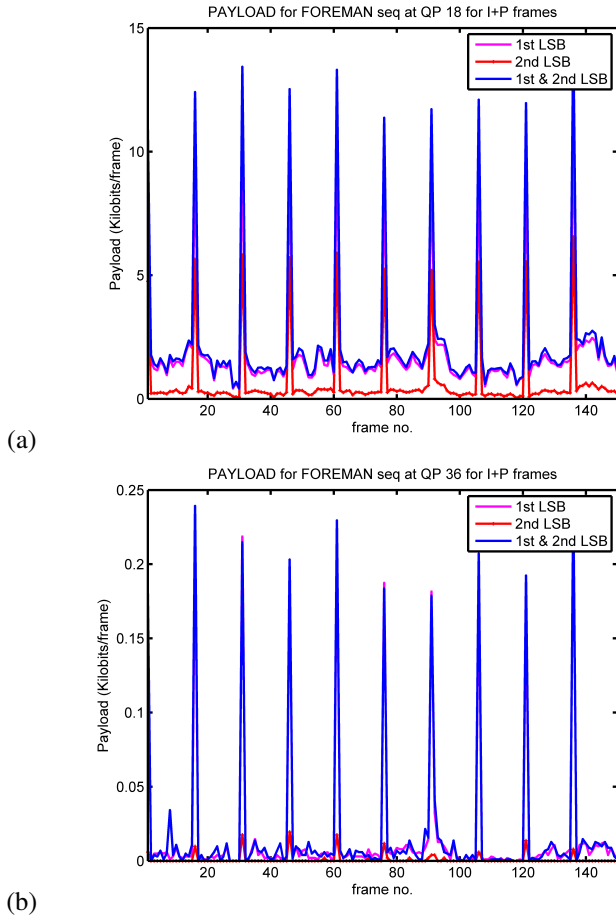 PAYLOAD for FOREMAN seq at QP 18 for I+P frames
1st LSB
2nd LSB
1st & 2nd LSB
15
10
5
0
Payload (Kilobits/frame)
20 40 60 80 100 120 140
frame no.
(a)
PAYLOAD for FOREMAN seq at QP 36 for I+P frames
1st LSB
2nd LSB
1st & 2nd LSB
0.25
0.2
0.15
0.1
0.05
0
Payload (Kilobits/frame)
20 40 60 80 100 120 140
frame no.
(b)